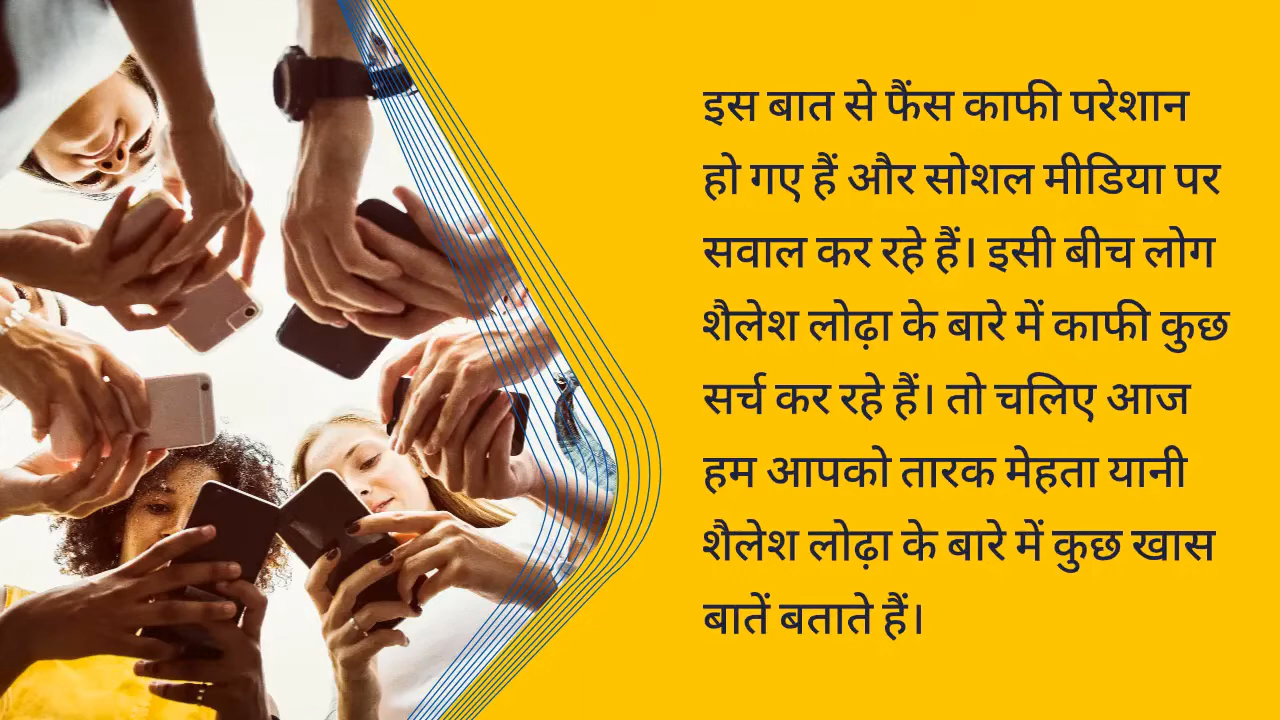 इस बात से फैंस काफी परेशान
हो गए हैं और सोशल मीडिया पर
सवाल कर रहे हैं। इसी बीच लोग
शैलेश लोढ़ा के बारे में काफी कुछ
सर्च कर रहे हैं। तो चलिए आज
हम आपको तारक मेहता यानी
शैलेश लोढ़ा के बारे में कुछ खास
बातें बताते हैं।